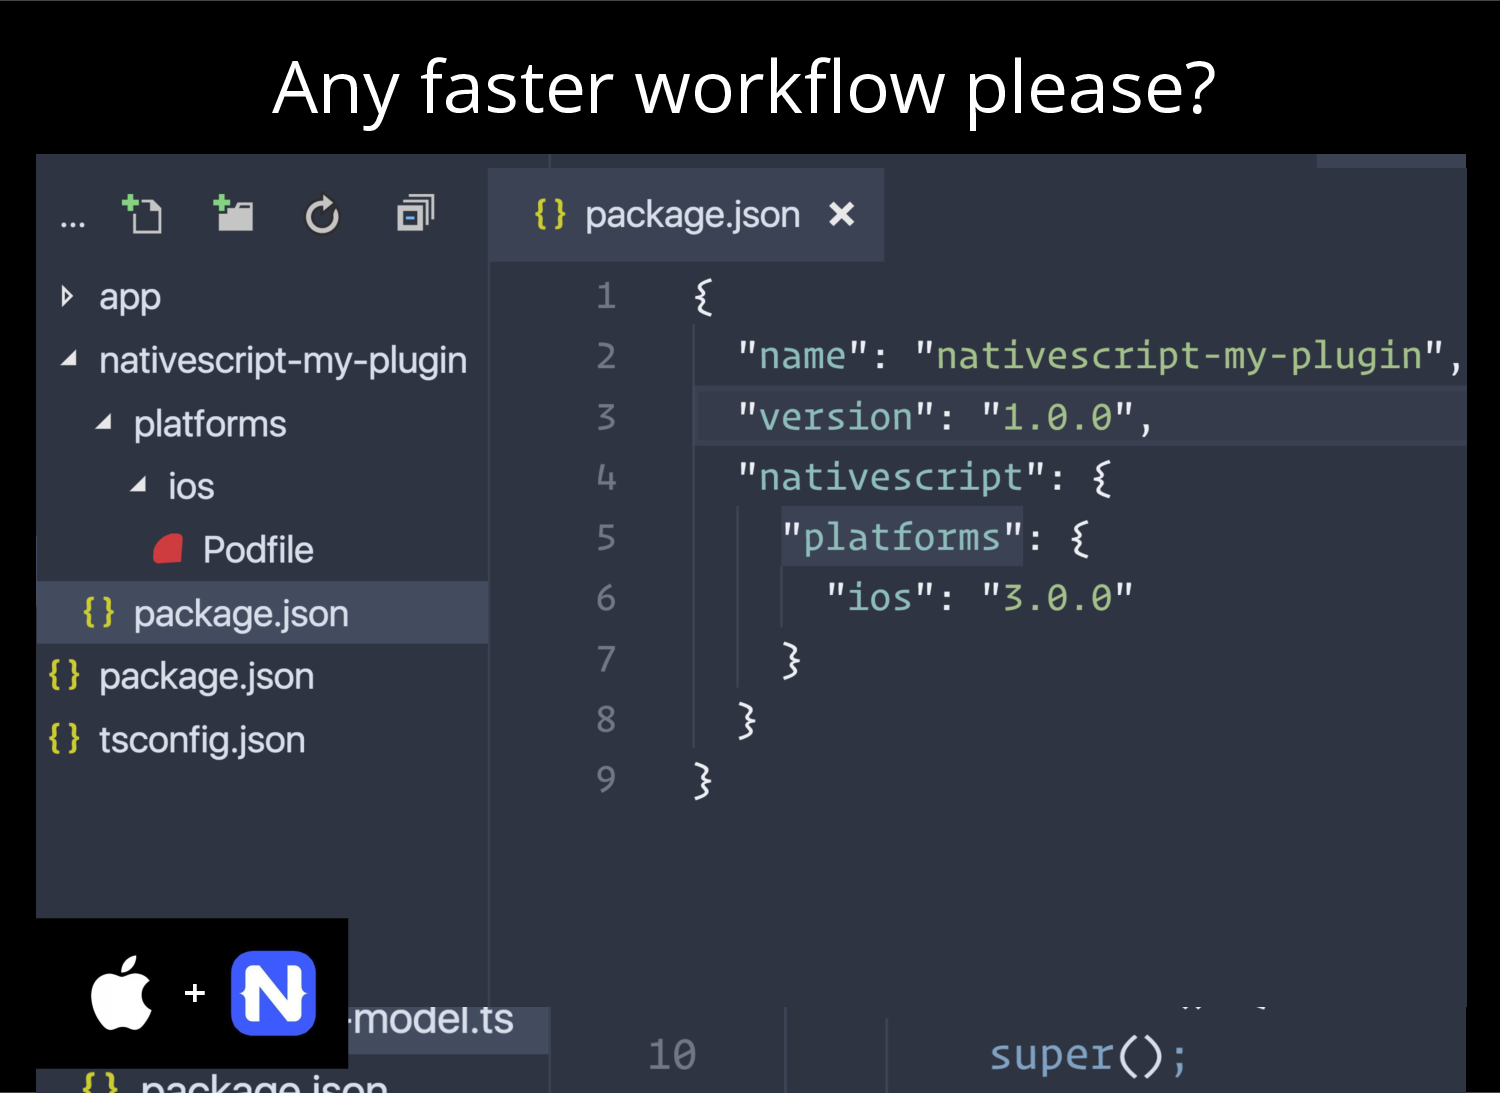 Any faster workflow please?
...
app
nativescript-my-plugin
platforms
ios
Podfile
{} package.json
{} package.json
{} tsconfig.json
{} package.json ×
1 {
2 "name": "nativescript-my-plugin",
3 "version": "1.0.0",
4 "nativescript": {
5 "platforms": {
6 "ios": "3.0.0"
7 }
8 }
9 }
+ N
-model.ts
{} package.json
10 super();